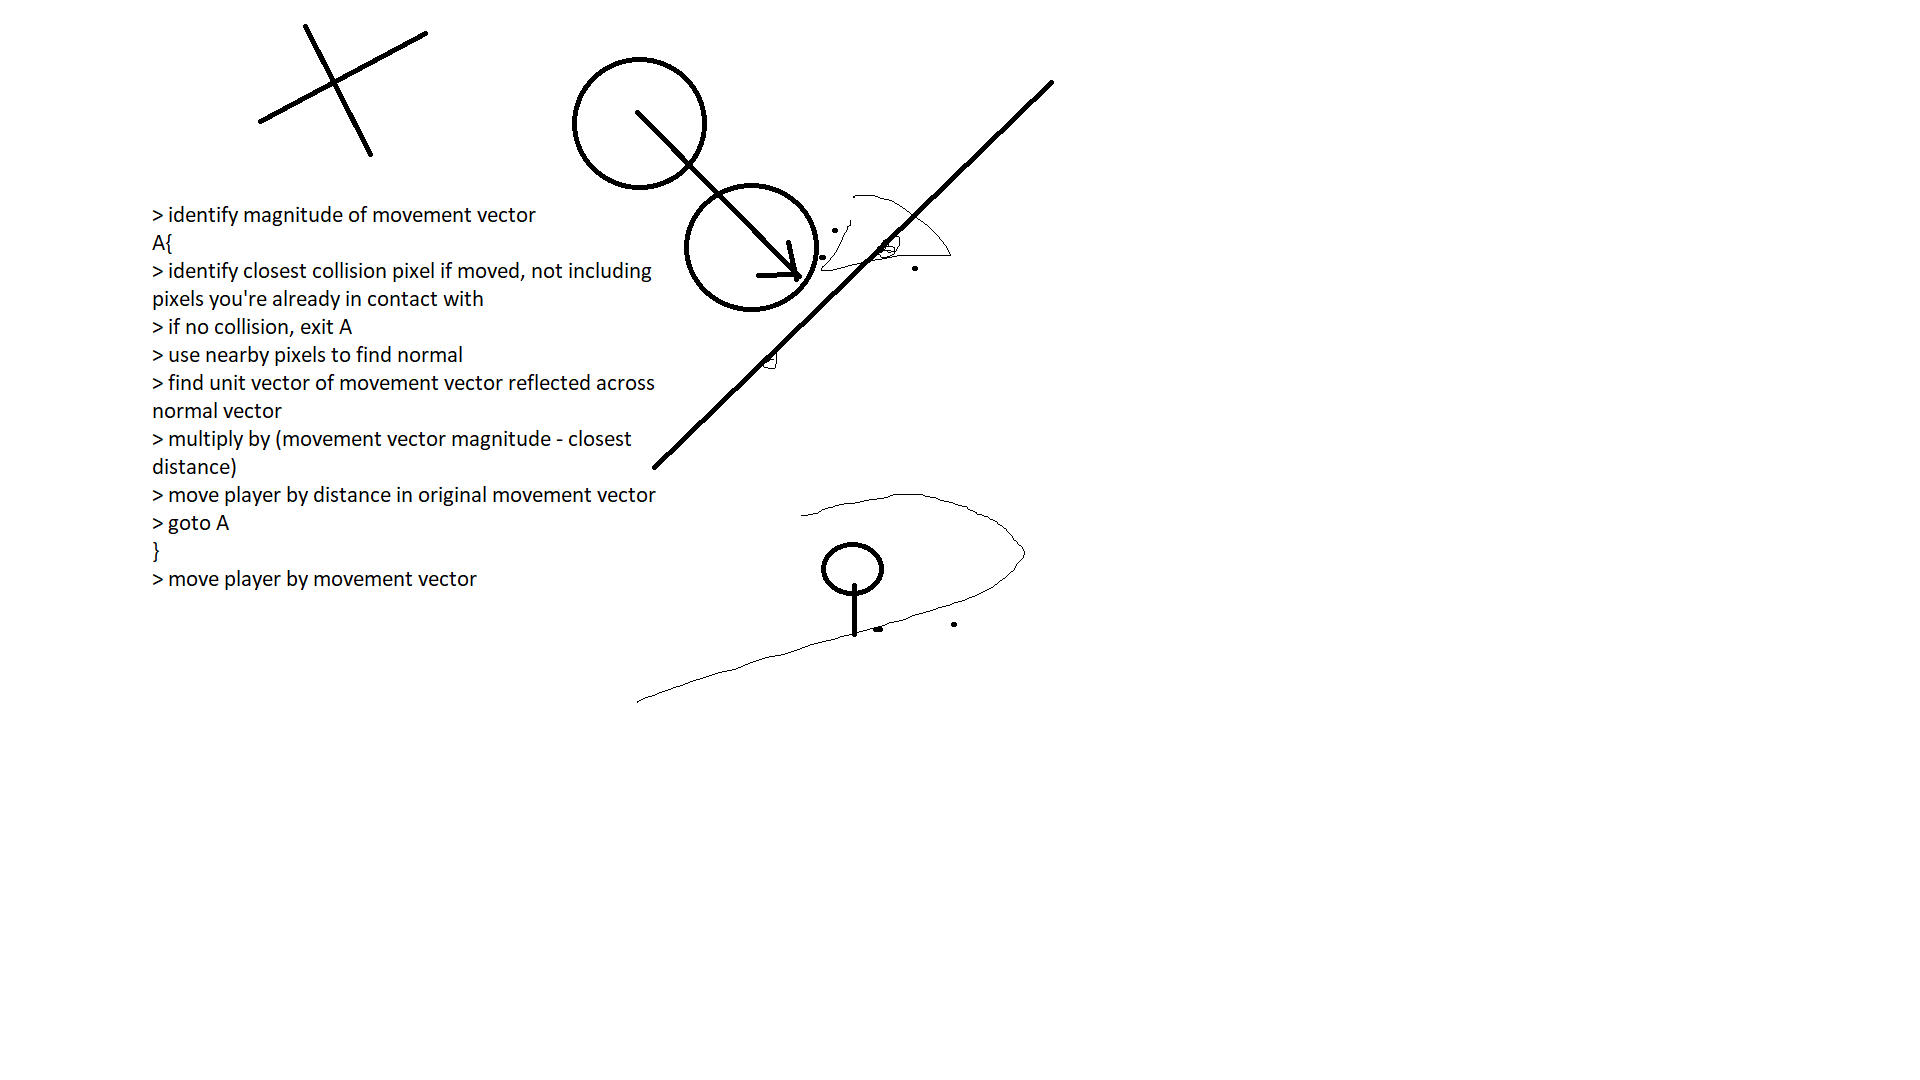 > identify magnitude of movement vector
A{
> identify closest collision pixel if moved, not including
pixels you're already in contact with
> if no collision, exit A
> use nearby pixels to find normal
> find unit vector of movement vector reflected across
normal vector
> multiply by (movement vector magnitude - closest
distance)
> move player by distance in original movement vector
> goto A
}
> move player by movement vector